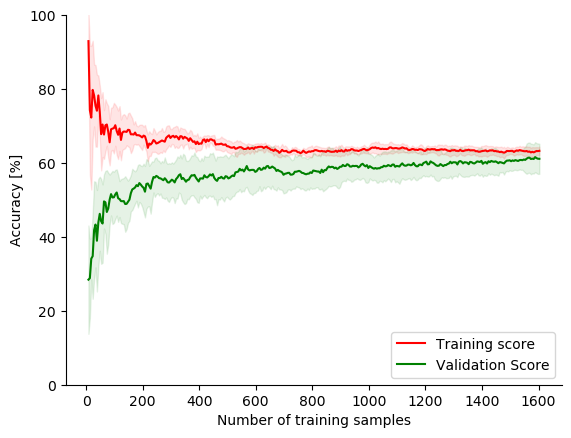 100
80
60
40
20
0
Accuracy [%]
Training score
Validation Score
0 200 400 600 800 1000 1200 1400 1600
Number of training samples